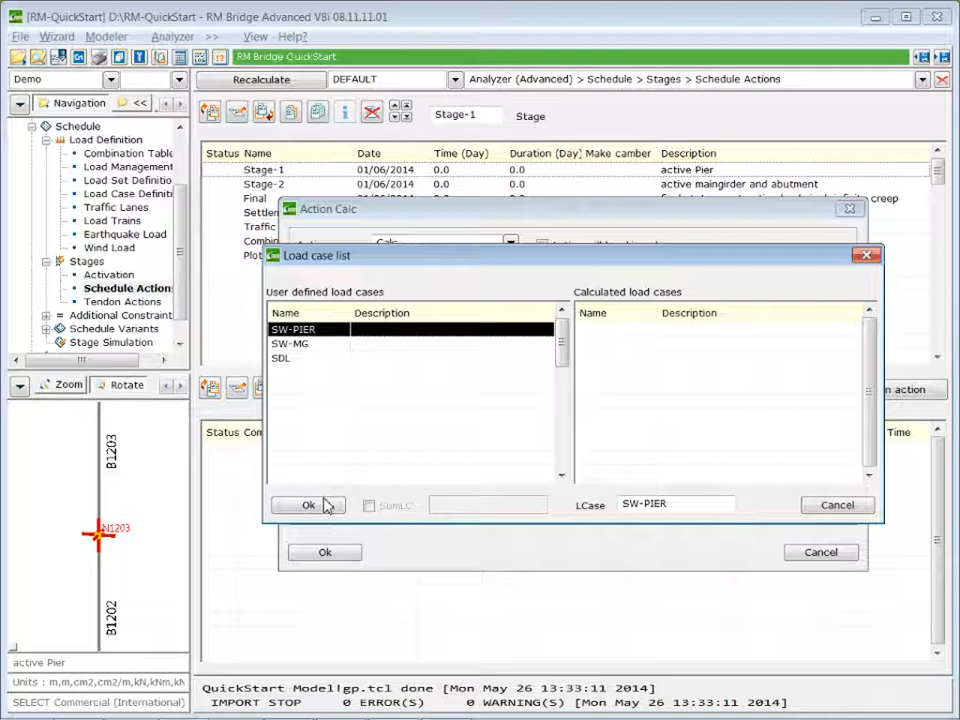 [RM-QuickStart] D:\RM-QuickStart - RM Bridge Advanced V8i 08.11.11.01
File Wizard Modeler Analyzer >> View Help?
RM Bridge QuickStart
Demo Recalculate DEFAULT Analyzer (Advanced) > Schedule > Stages > Schedule Actions
Navigation << Stage-1 Stage
Schedule
Load Definition
Combination Table
Load Management
Load Set Definitio
Load Case Definiti
Traffic Lanes
Load Trains
Earthquake Load
Wind Load
Stages
Activation
Schedule Action
Tendon Actions
Additional Constraint
Schedule Variants
Stage Simulation
Status Name Date Time (Day) Duration (Day) Make camber Description
Stage-1 01/06/2014 0.0 0.0 active Pier
Stage-2 01/06/2014 0.0 0.0 active maingirder and abutment
Final creep
Settle
Traffic
Combin
Plot
Action Calc
Calc
Load case list
User defined load cases Calculated load cases
Name Description Name Description
SW-PIER
SW-MG
SDL
Ok SumLC LCase SW-PIER Cancel
Ok Cancel
n action
Status Com Time
Zoom Rotate
B1203
N1203
B1202
active Pier
Units : m,m,cm2,cm2/m,kN,kNm,kN
SELECT Commercial (International)
QuickStart Model!gp.tcl done [Mon May 26 13:33:11 2014]
IMPORT STOP 0 ERROR(S) 0 WARNING(S) [Mon May 26 13:33:11 2014]